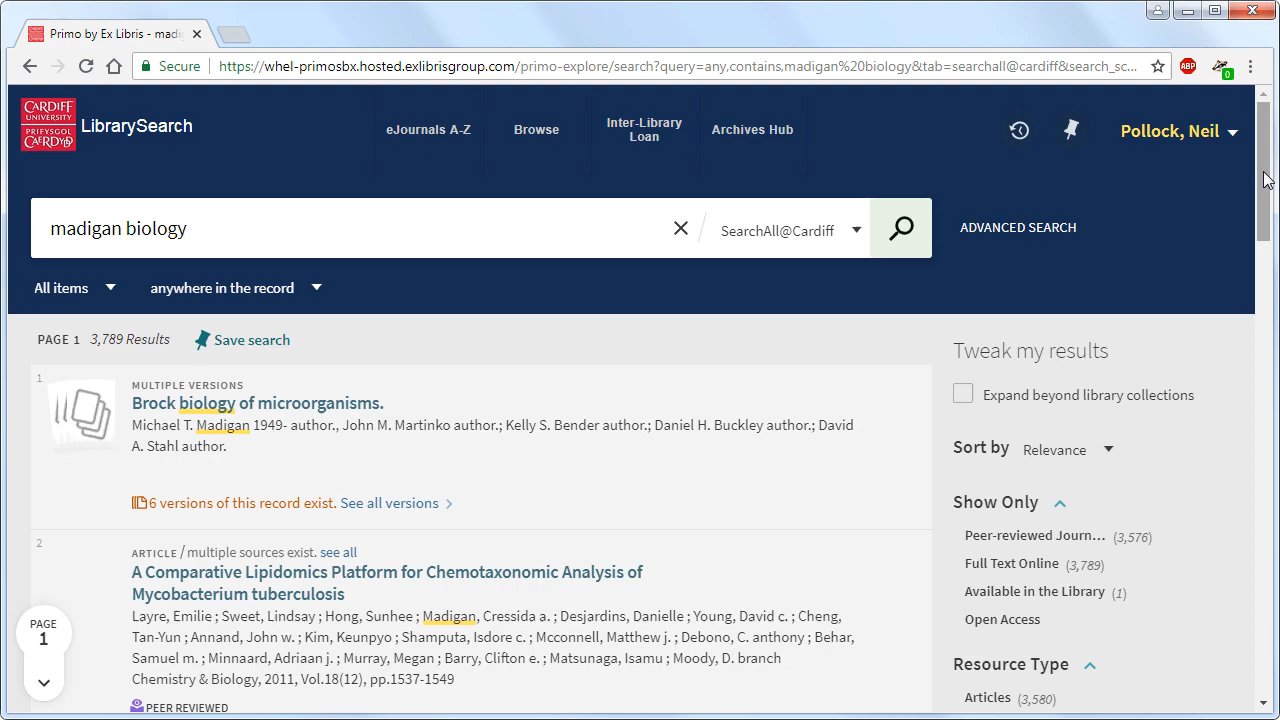 Primo by Ex Libris - madig
Secure
https://whel-primosbx.hosted.exlibrisgroup.com/primo-explore/search?query=any,contains,madigan%20biology&tab=searchall@cardiff&search_sc...
ABP
0
CARDIFF
UNIVERSITY
PRIFYSGOL
CAERDYDD
LibrarySearch
eJournals A-Z
Browse
Inter-Library
Loan
Archives Hub
Pollock, Neil
madigan biology
SearchAll@Cardiff
ADVANCED SEARCH
All items
anywhere in the record
PAGE 1 3,789 Results
Save search
1
MULTIPLE VERSIONS
Brock biology of microorganisms.
Michael T. Madigan 1949- author., John M. Martinko author.; Kelly S. Bender author.; Daniel H. Buckley author.; David
A. Stahl author.
6 versions of this record exist. See all versions
2
ARTICLE / multiple sources exist. see all
A Comparative Lipidomics Platform for Chemotaxonomic Analysis of
Mycobacterium tuberculosis
Layre, Emilie ; Sweet, Lindsay ; Hong, Sunhee ; Madigan, Cressida a. ; Desjardins, Danielle ; Young, David c. ; Cheng,
Tan-Yun ; Annand, John w. ; Kim, Keunpyo ; Shamputa, Isdore c. ; Mcconnell, Matthew j. ; Debono, C. anthony ; Behar,
Samuel m. ; Minnaard, Adriaan j. ; Murray, Megan ; Barry, Clifton e. ; Matsunaga, Isamu ; Moody, D. branch
Chemistry & Biology, 2011, Vol.18(12), pp.1537-1549
PEER REVIEWED
PAGE
1
Tweak my results
Expand beyond library collections
Sort by Relevance
Show Only
Peer-reviewed Journ... (3,576)
Full Text Online (3,789)
Available in the Library (1)
Open Access
Resource Type
Articles (3,580)